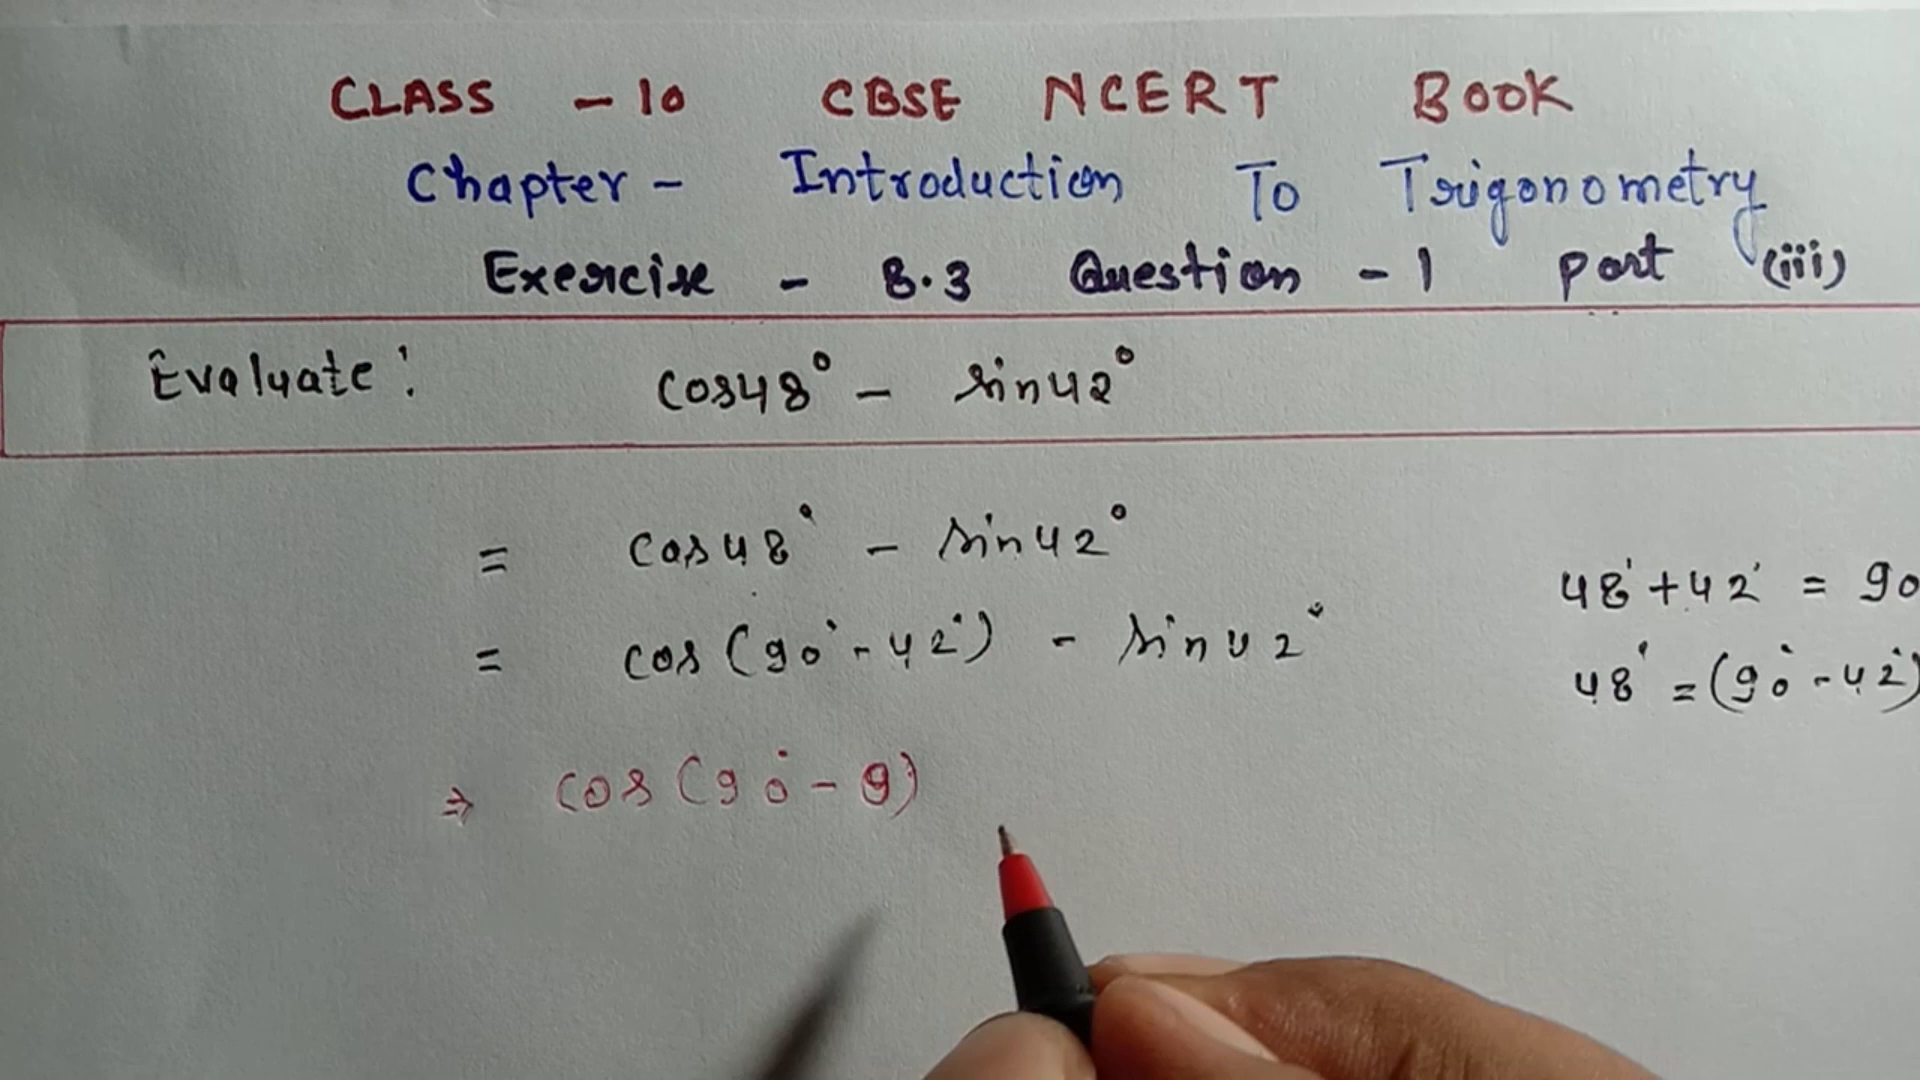 CLASS - 10 CBSE NCERT BOOK
Chapter - Introduction To Trigonometry
Exercise - 8.3 Question - 1 part (iii)
Evaluate : cos48° - sin42°
= cos48° - sin42°
48° + 42° = 90
= cos(90° - 42°) - sin42°
48° = (90° - 42°)
⇒ cos(90° - θ)